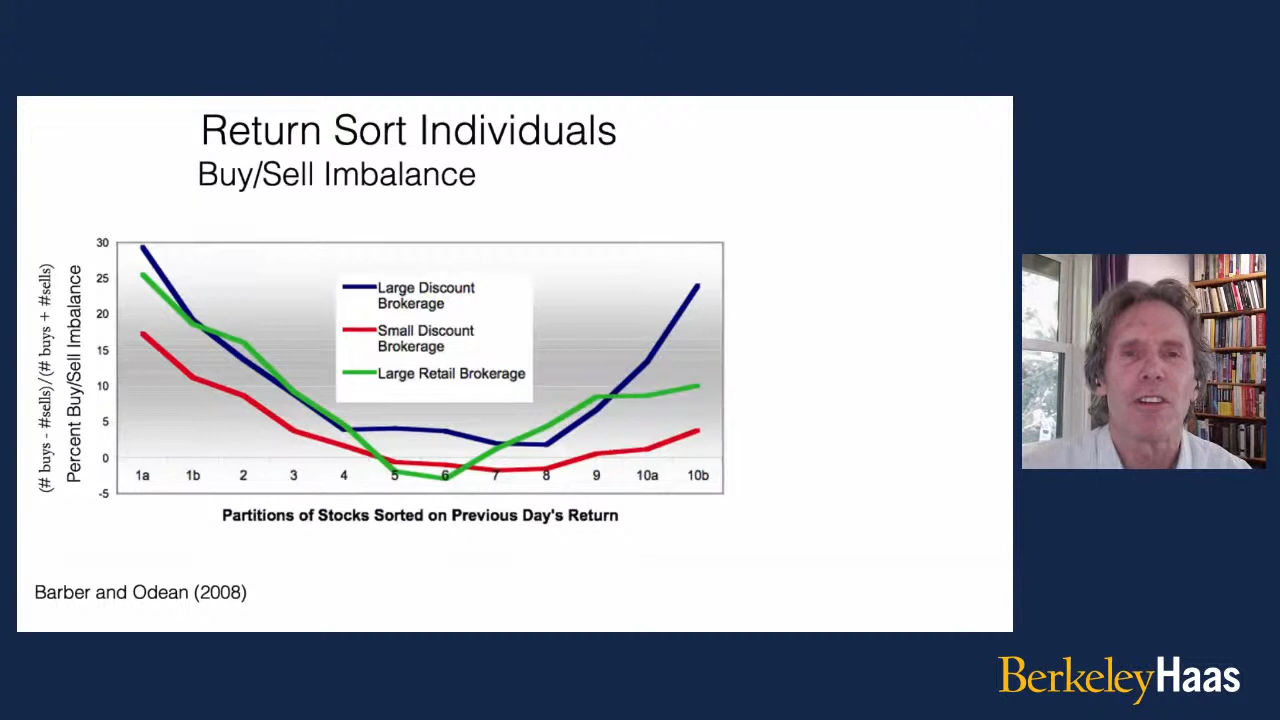 Return Sort Individuals
Buy/Sell Imbalance
(# buys - #sells)/(# buys + #sells)
Percent Buy/Sell Imbalance
30
25
20
15
10
5
0
-5
Large Discount
Brokerage
Small Discount
Brokerage
Large Retail Brokerage
1a 1b 2 3 4 5 6 7 8 9 10a 10b
Partitions of Stocks Sorted on Previous Day's Return
Barber and Odean (2008)
BerkeleyHaas